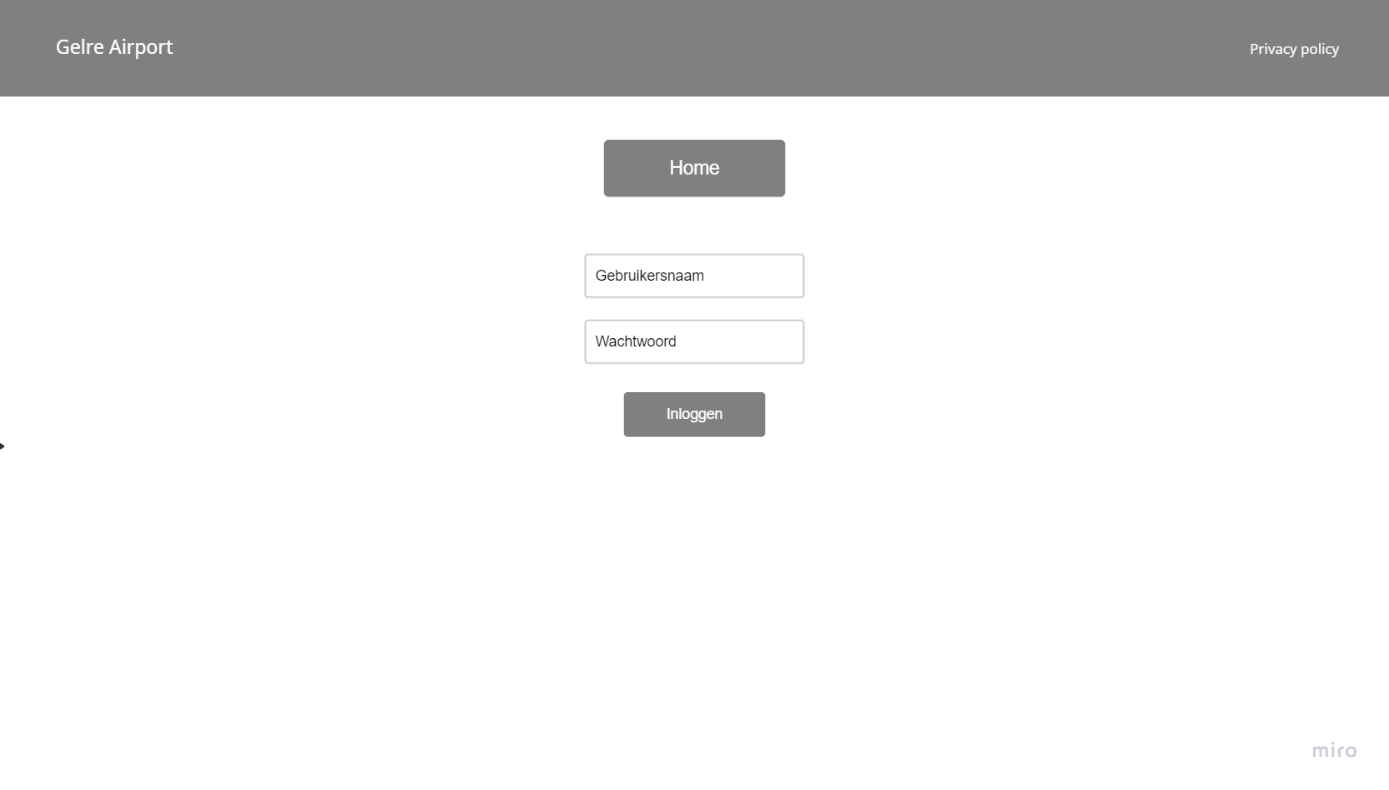 Gelre Airport
Privacy policy
Home
Gebruikersnaam
Wachtwoord
Inloggen
miro